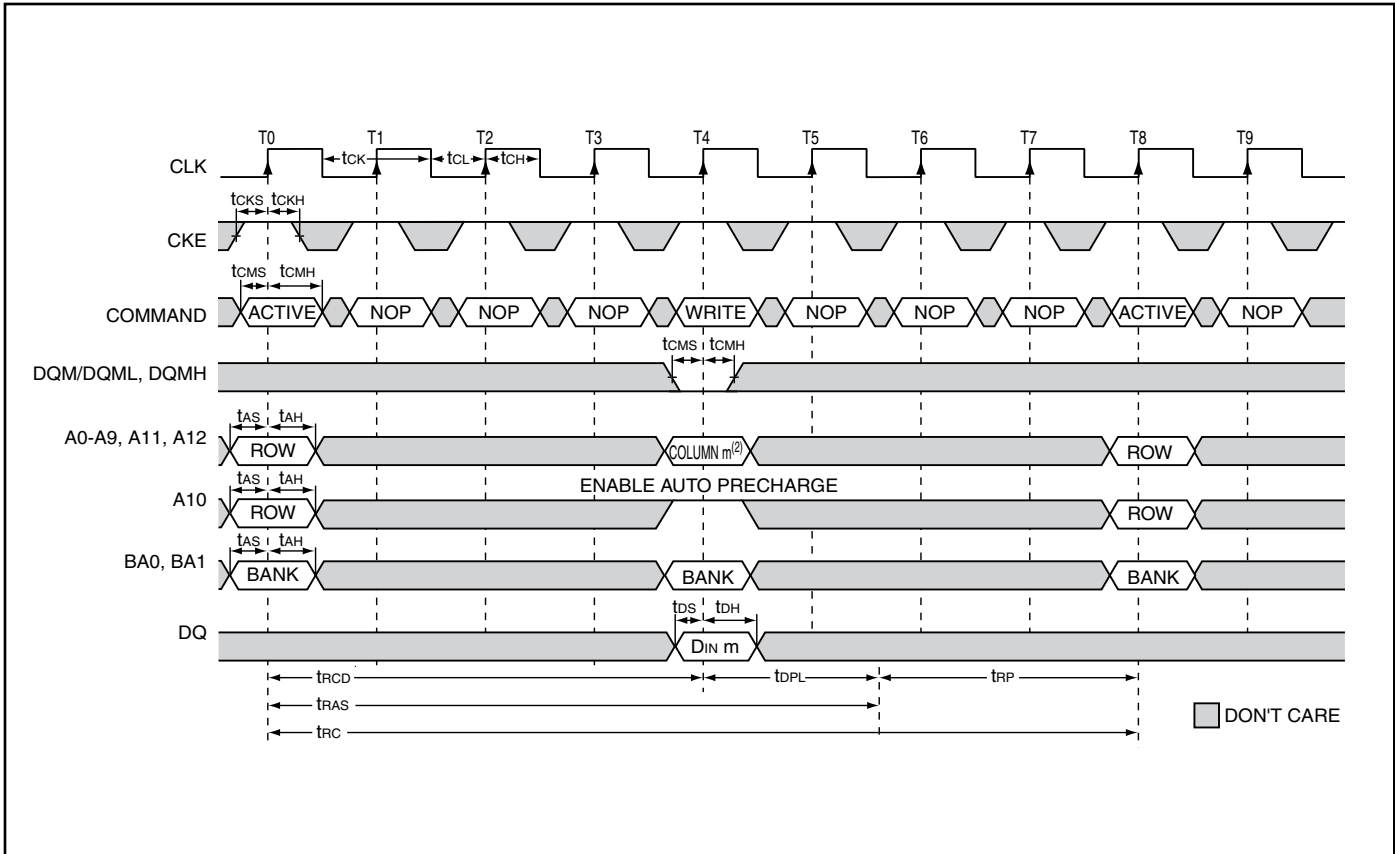 T0 T1 T2 T3 T4 T5 T6 T7 T8 T9
CLK tCK tCL tCH
tCKS tCKH
CKE
tCMS tCMH
COMMAND ACTIVE NOP NOP NOP WRITE NOP NOP NOP ACTIVE NOP
tCMS tCMH
DQM/DQML, DQMH
tAS tAH
A0-A9, A11, A12 ROW COLUMN m(2) ROW
tAS tAH ENABLE AUTO PRECHARGE
A10 ROW ROW
tAS tAH
BA0, BA1 BANK BANK BANK
tDS tDH
DQ DIN m
tRCD tDPL tRP
tRAS
DON'T CARE
tRC